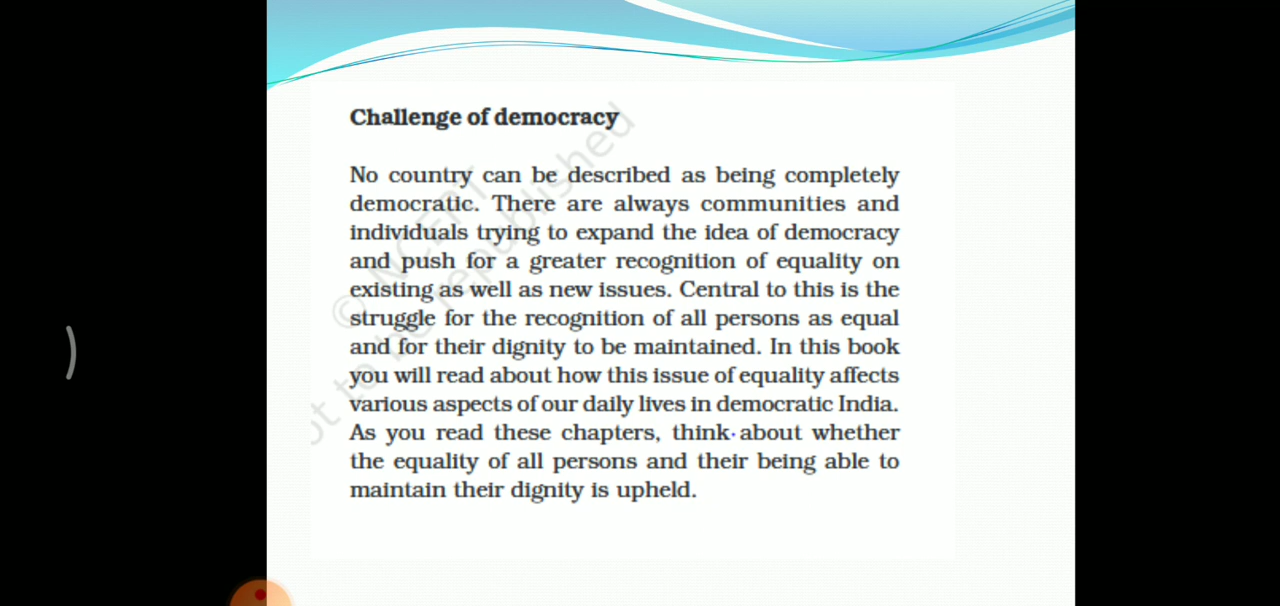 Challenge of democracy
No country can be described as being completely
democratic. There are always communities and
individuals trying to expand the idea of democracy
and push for a greater recognition of equality on
existing as well as new issues. Central to this is the
struggle for the recognition of all persons as equal
and for their dignity to be maintained. In this book
you will read about how this issue of equality affects
various aspects of our daily lives in democratic India.
As you read these chapters, think about whether
the equality of all persons and their being able to
maintain their dignity is upheld.
© NCERT
ot to be republished